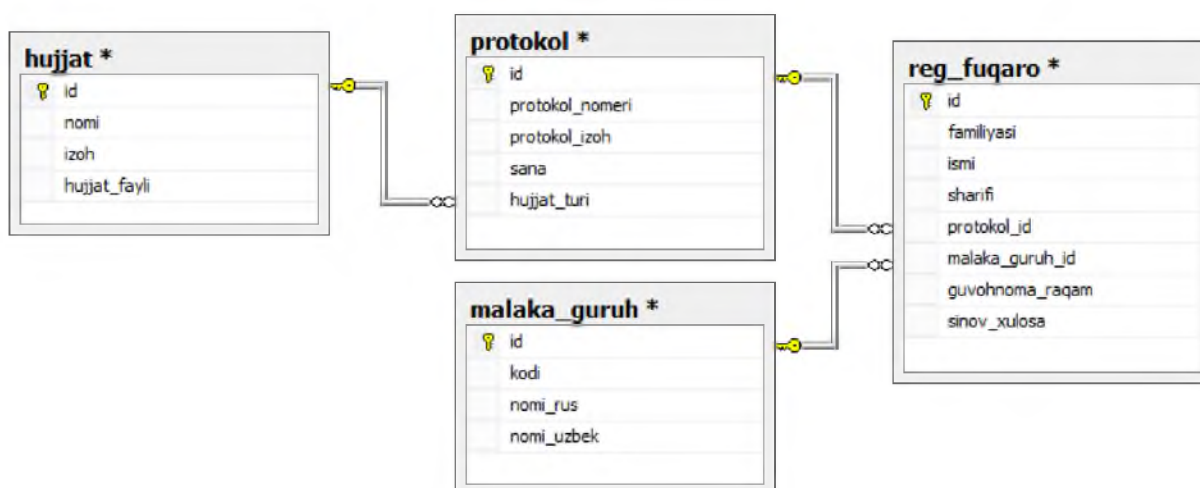 hujjat *
id
nomi
izoh
hujjat_fayli
protokol *
id
protokol_nomeri
protokol_izoh
sana
hujjat_turi
malaka_guruh *
id
kodi
nomi_rus
nomi_uzbek
reg_fuqaro *
id
familiyasi
ismi
sharifi
protokol_id
malaka_guruh_id
guvohnoma_raqam
sinov_xulosa